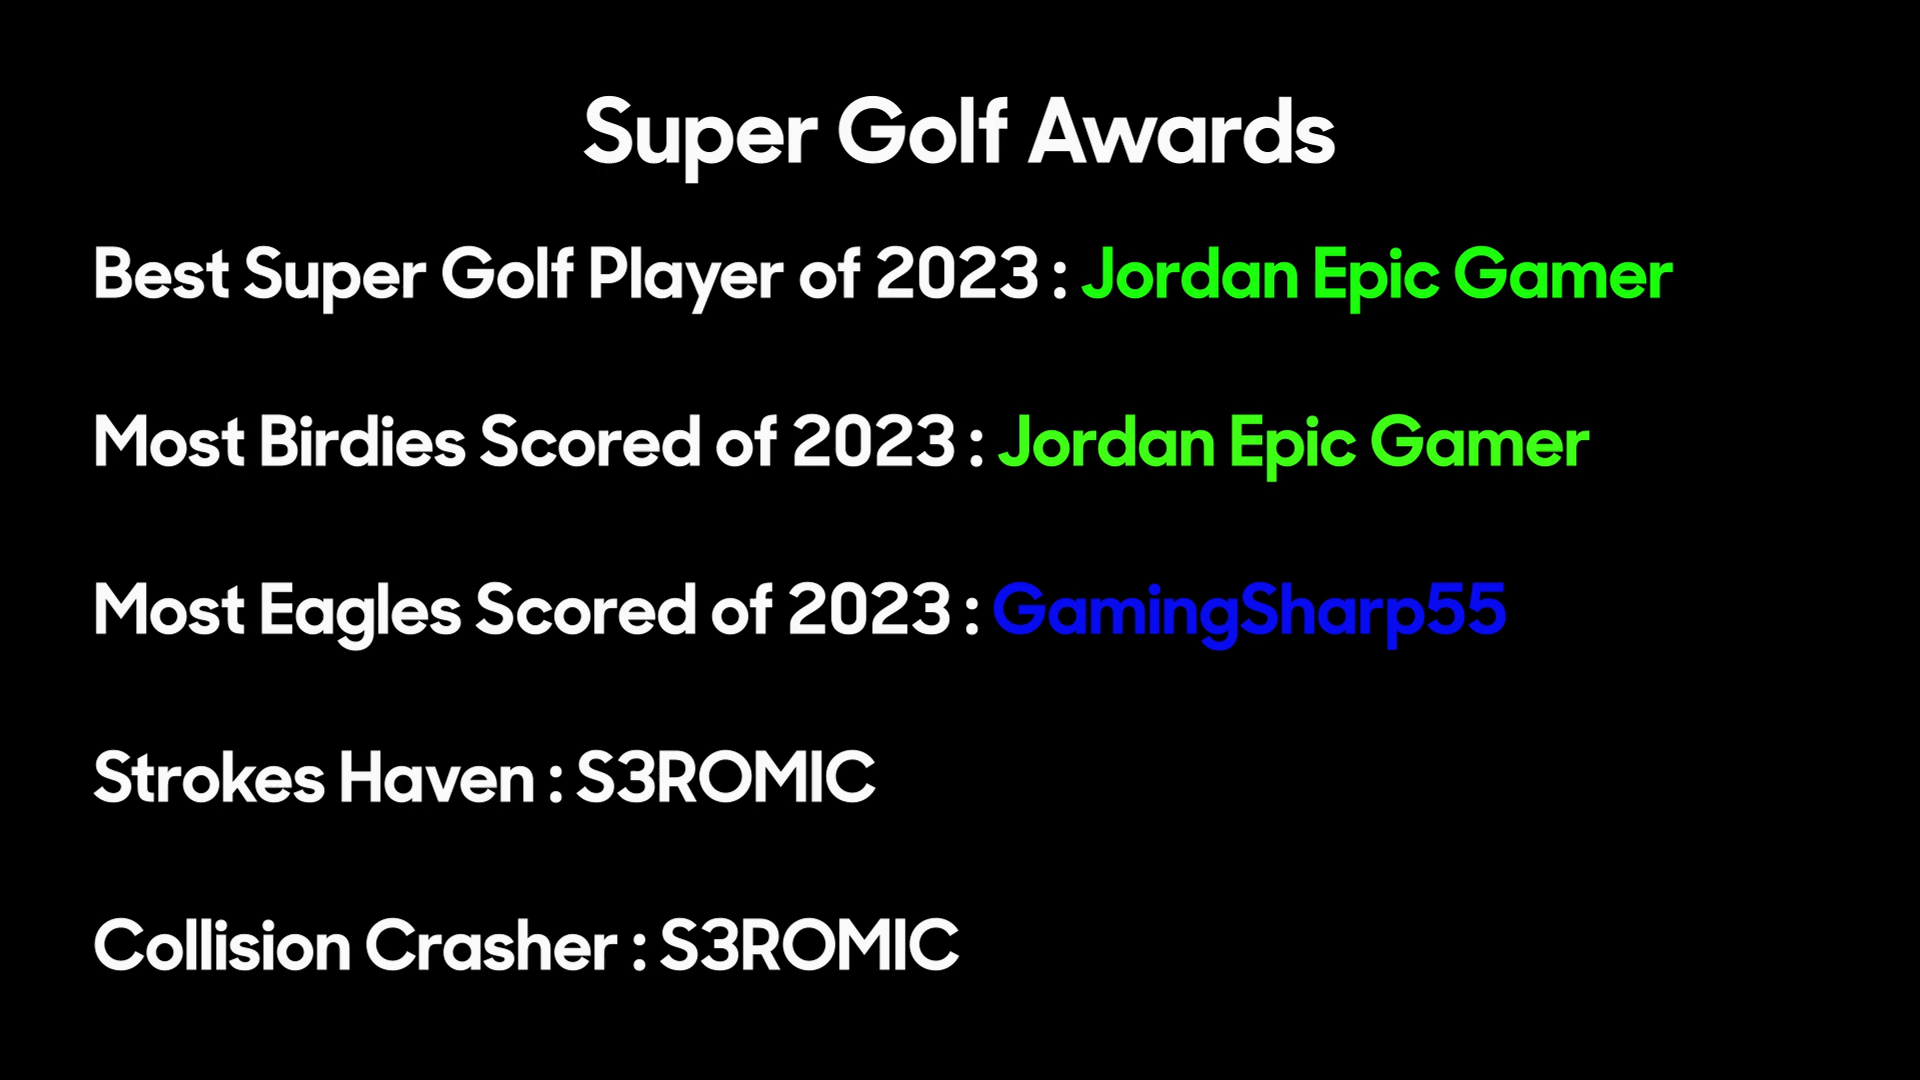 Super Golf Awards
Best Super Golf Player of 2023 : Jordan Epic Gamer
Most Birdies Scored of 2023 : Jordan Epic Gamer
Most Eagles Scored of 2023 : GamingSharp55
Strokes Haven : S3ROMIC
Collision Crasher : S3ROMIC